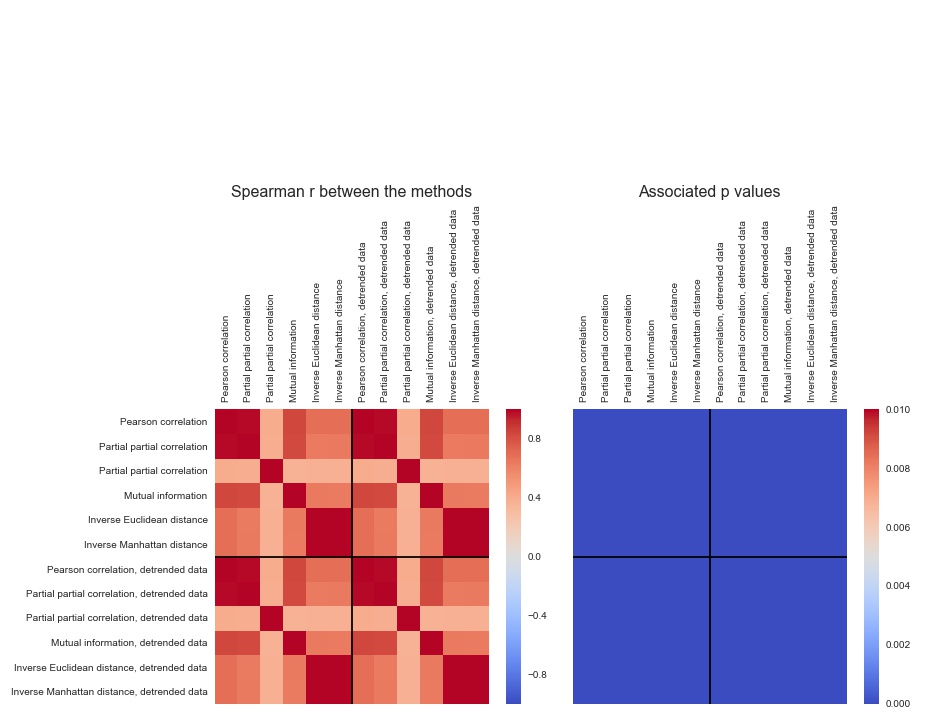 Spearman r between the methods
Associated p values
Pearson correlation
Partial partial correlation
Partial partial correlation
Mutual information
Inverse Euclidean distance
Inverse Manhattan distance
Pearson correlation, detrended data
Partial partial correlation, detrended data
Partial partial correlation, detrended data
Mutual information, detrended data
Inverse Euclidean distance, detrended data
Inverse Manhattan distance, detrended data
Pearson correlation
Partial partial correlation
Partial partial correlation
Mutual information
Inverse Euclidean distance
Inverse Manhattan distance
Pearson correlation, detrended data
Partial partial correlation, detrended data
Partial partial correlation, detrended data
Mutual information, detrended data
Inverse Euclidean distance, detrended data
Inverse Manhattan distance, detrended data
Pearson correlation
Partial partial correlation
Partial partial correlation
Mutual information
Inverse Euclidean distance
Inverse Manhattan distance
Pearson correlation, detrended data
Partial partial correlation, detrended data
Partial partial correlation, detrended data
Mutual information, detrended data
Inverse Euclidean distance, detrended data
Inverse Manhattan distance, detrended data
0.8
0.4
0.0
−0.4
−0.8
0.010
0.008
0.006
0.004
0.002
0.000